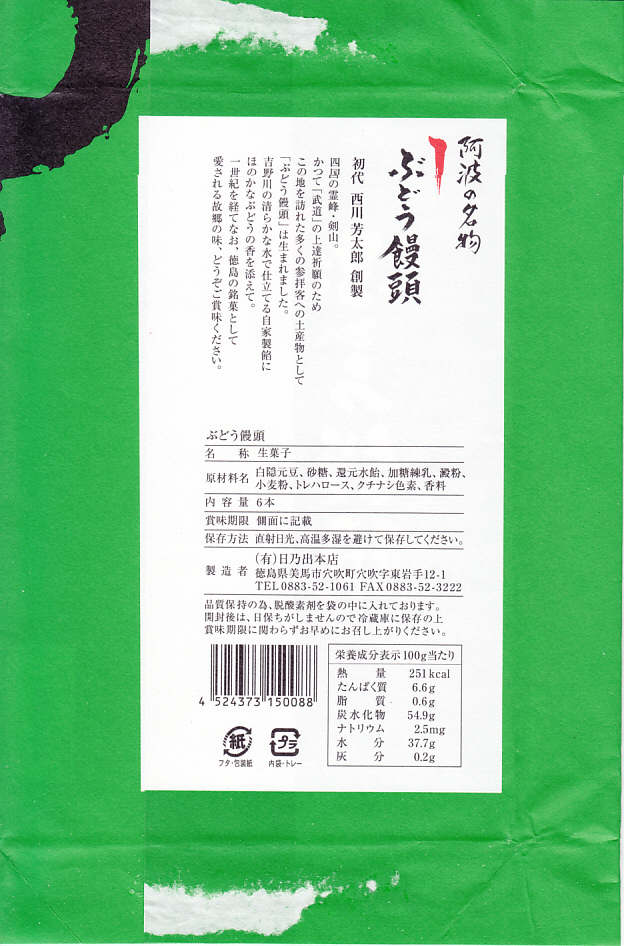 阿波の名物
ぶどう饅頭
初代 西川 芳太郎 創製
四国の霊峰・剣山。
かつて「武道」の上達祈願のため
この地を訪れた多くの参拝客への土産物として
「ぶどう饅頭」は生まれました。
吉野川の清らかな水で仕立てる自家製餡に
ほのかなぶどうの香を添えて。
一世紀を経てなお、徳島の銘菓として
愛される故郷の味、どうぞご賞味ください。
ぶどう饅頭
名 称 生菓子
原材料名 白隠元豆、砂糖、還元水飴、加糖練乳、澱粉、
小麦粉、トレハロース、クチナシ色素、香料
内容量 6本
賞味期限 側面に記載
保存方法 直射日光、高温多湿を避けて保存してください。
製造者 (有)日乃出本店
徳島県美馬市穴吹町穴吹字東岩手12-1
TEL0883-52-1061 FAX0883-52-3222
品質保持の為、脱酸素剤を袋の中に入れております。
開封後は、日保ちがしませんので冷蔵庫に保存の上
賞味期限に関わらずお早めにお召し上がりください。
4 524373 150088
紙
フタ・包装紙
プラ
内袋・トレー
栄養成分表示100g当たり
熱 量 251kcal
たんぱく質 6.6g
脂 質 0.6g
炭水化物 54.9g
ナトリウム 2.5mg
水 分 37.7g
灰 分 0.2g